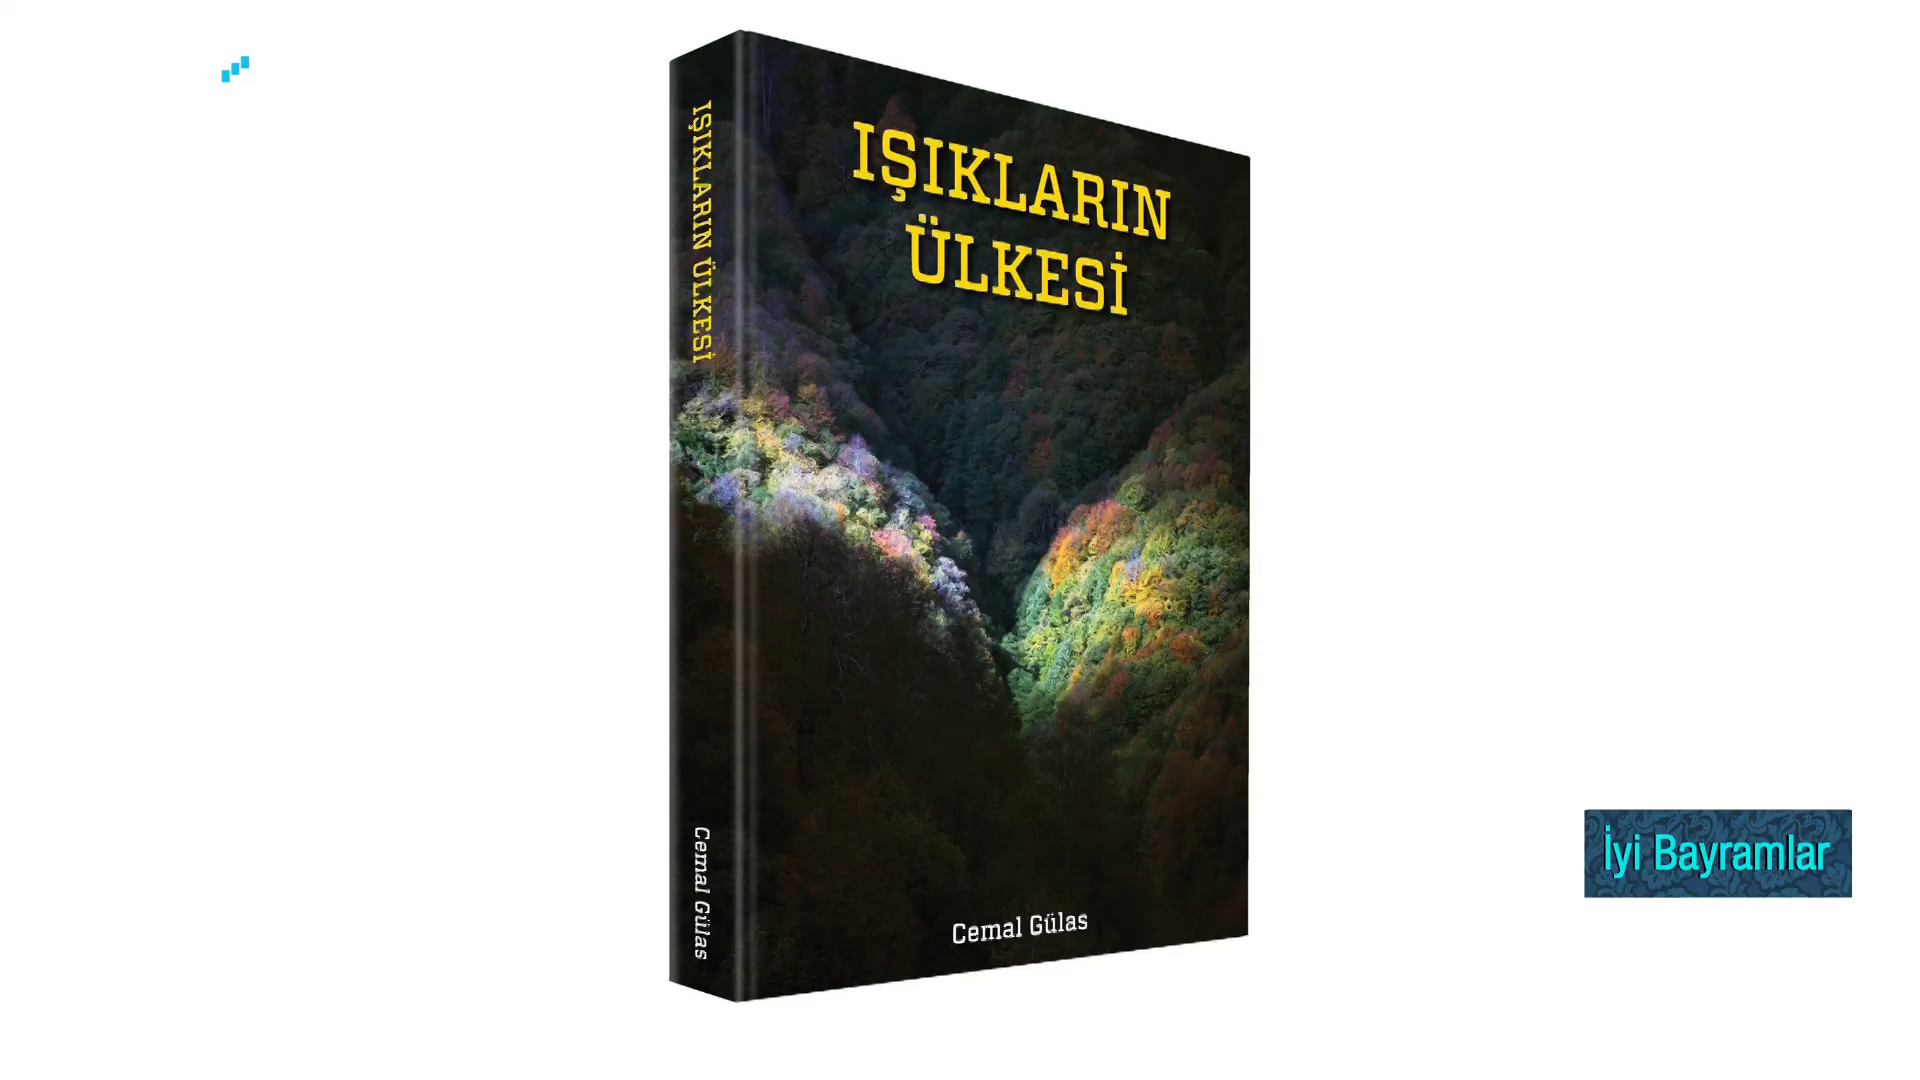 IŞIKLARIN ÜLKESİ
Cemal Gülas
IŞIKLARIN
ÜLKESİ
Cemal Gülas
İyi Bayramlar